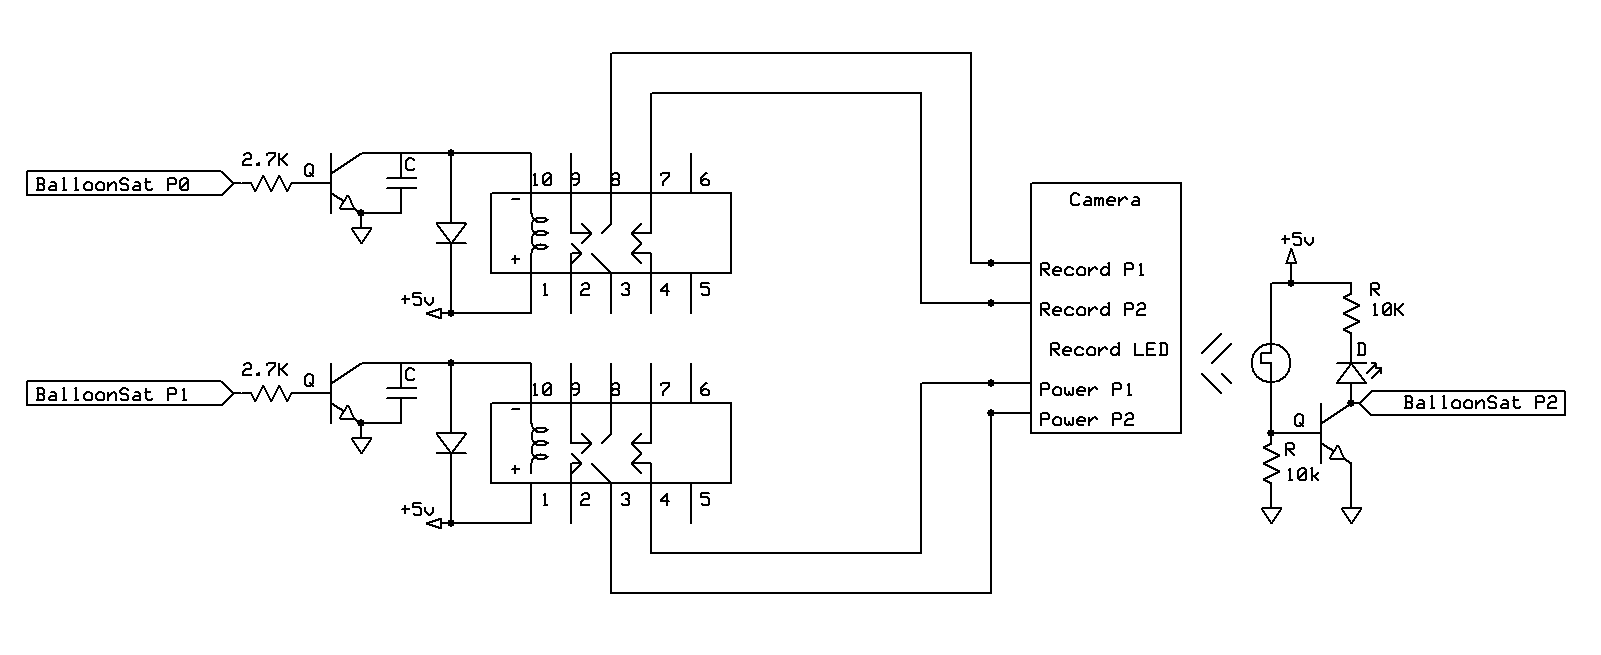 2.7K
Q
C
BalloonSat P0
10
9
8
7
6
-
+
1
2
3
4
5
+5v
2.7K
Q
C
BalloonSat P1
10
9
8
7
6
-
+
1
2
3
4
5
+5v
Camera
Record P1
Record P2
Record LED
Power P1
Power P2
+5v
R
10K
D
BalloonSat P2
Q
R
10k